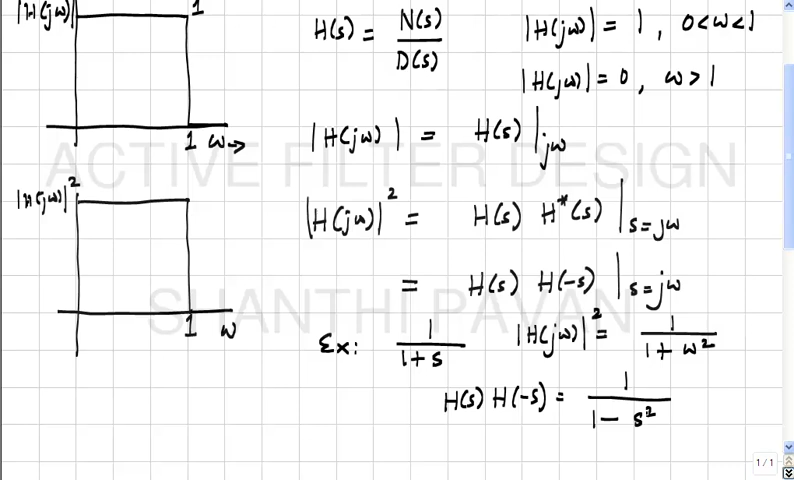 |H(jω)| 1
1 ω→
H(s) = N(s) / D(s)
|H(jω)| = 1 , 0<ω<1
|H(jω)| = 0 , ω>1
|H(jω)| = H(s) |jω
ACTIVE FILTER DESIGN
|H(jω)|²
1 ω
|H(jω)|² = H(s) H*(s) |s=jω
= H(s) H(-s) |s=jω
SHANTHI PAVAN
Ex: 1 / 1+s |H(jω)|² = 1 / 1+ω²
H(s) H(-s) = 1 / 1-s²
1/1